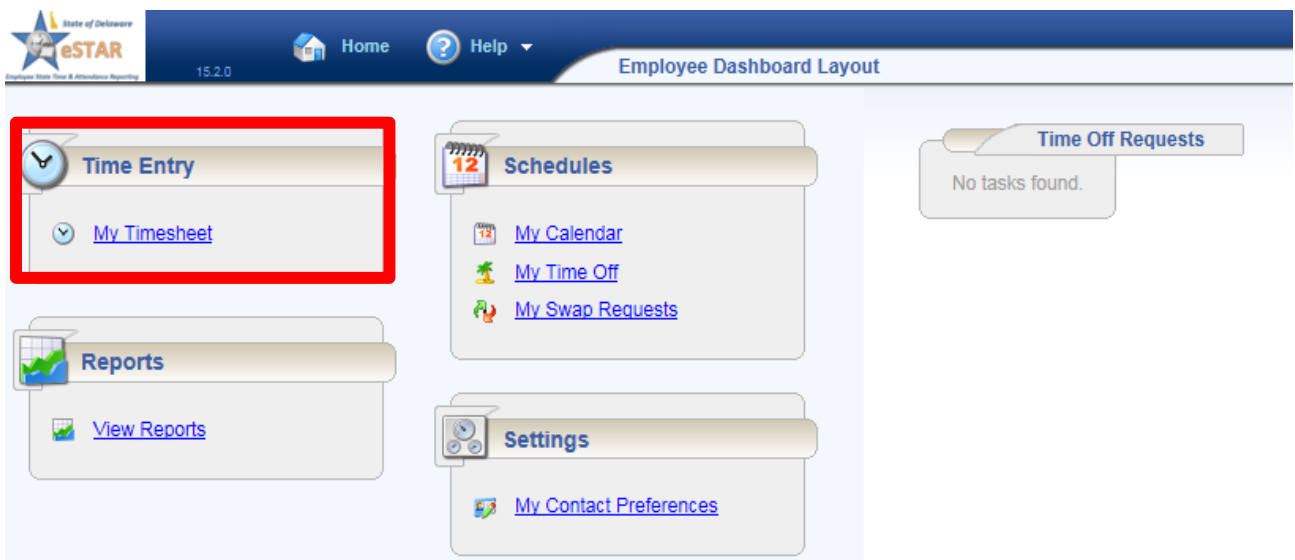 State of Delaware
eSTAR
Employee State Time & Attendance Reporting
15.2.0
Home
Help
Employee Dashboard Layout
Time Entry
My Timesheet
Reports
View Reports
12
Schedules
12
My Calendar
My Time Off
My Swap Requests
Settings
My Contact Preferences
Time Off Requests
No tasks found.